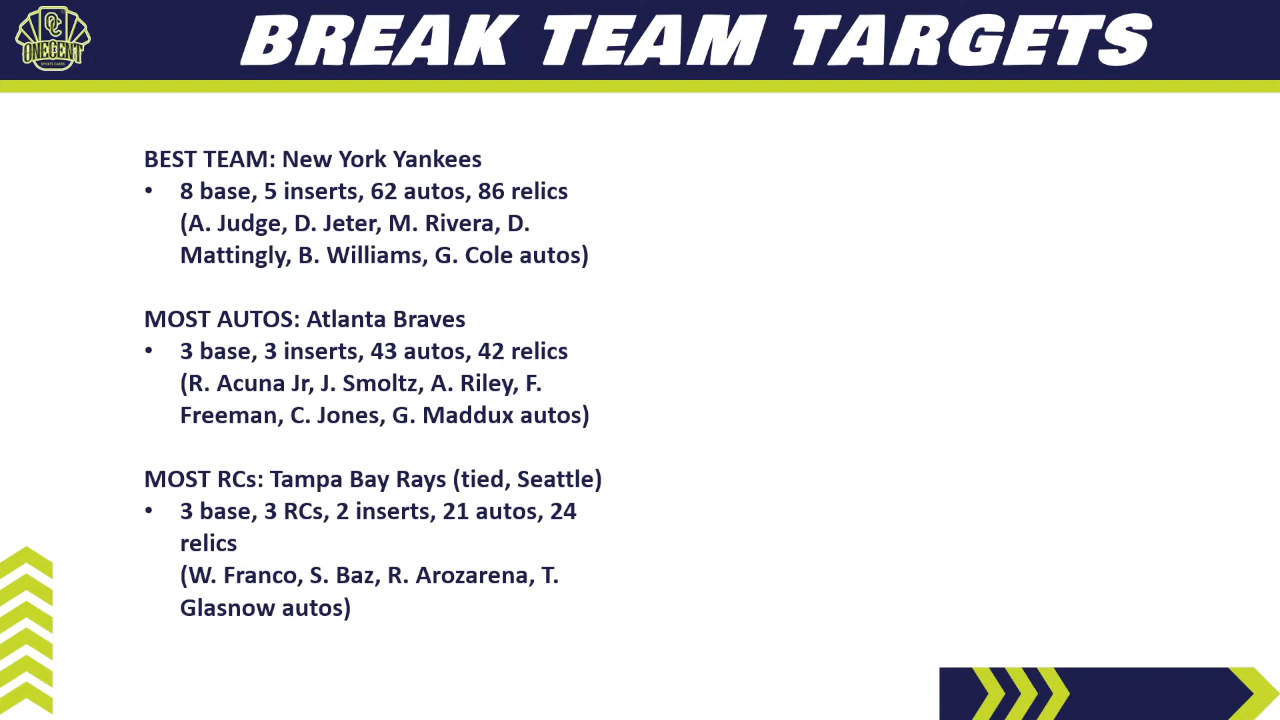 BREAK TEAM TARGETS
OC
ONEGENT
SPORTS CARDS
BEST TEAM: New York Yankees
• 8 base, 5 inserts, 62 autos, 86 relics
(A. Judge, D. Jeter, M. Rivera, D.
Mattingly, B. Williams, G. Cole autos)
MOST AUTOS: Atlanta Braves
• 3 base, 3 inserts, 43 autos, 42 relics
(R. Acuna Jr, J. Smoltz, A. Riley, F.
Freeman, C. Jones, G. Maddux autos)
MOST RCs: Tampa Bay Rays (tied, Seattle)
• 3 base, 3 RCs, 2 inserts, 21 autos, 24
relics
(W. Franco, S. Baz, R. Arozarena, T.
Glasnow autos)